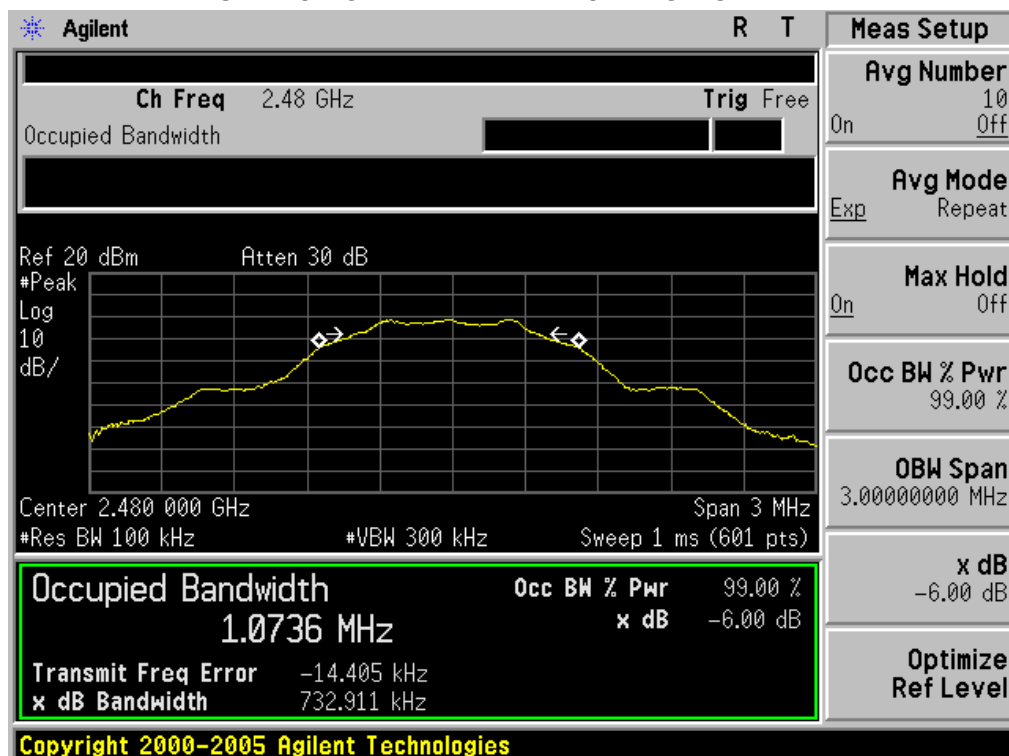 Agilent R T
Ch Freq 2.48 GHz Trig Free
Occupied Bandwidth
Ref 20 dBm Atten 30 dB
#Peak
Log
10
dB/
Center 2.480 000 GHz Span 3 MHz
#Res BW 100 kHz #VBW 300 kHz Sweep 1 ms (601 pts)
Occupied Bandwidth
1.0736 MHz
Occ BW % Pwr 99.00 %
x dB -6.00 dB
Transmit Freq Error -14.405 kHz
x dB Bandwidth 732.911 kHz
Copyright 2000-2005 Agilent Technologies
Meas Setup
Avg Number
10
On Off
Avg Mode
Exp Repeat
Max Hold
On Off
Occ BW % Pwr
99.00 %
OBW Span
3.00000000 MHz
x dB
-6.00 dB
Optimize
Ref Level